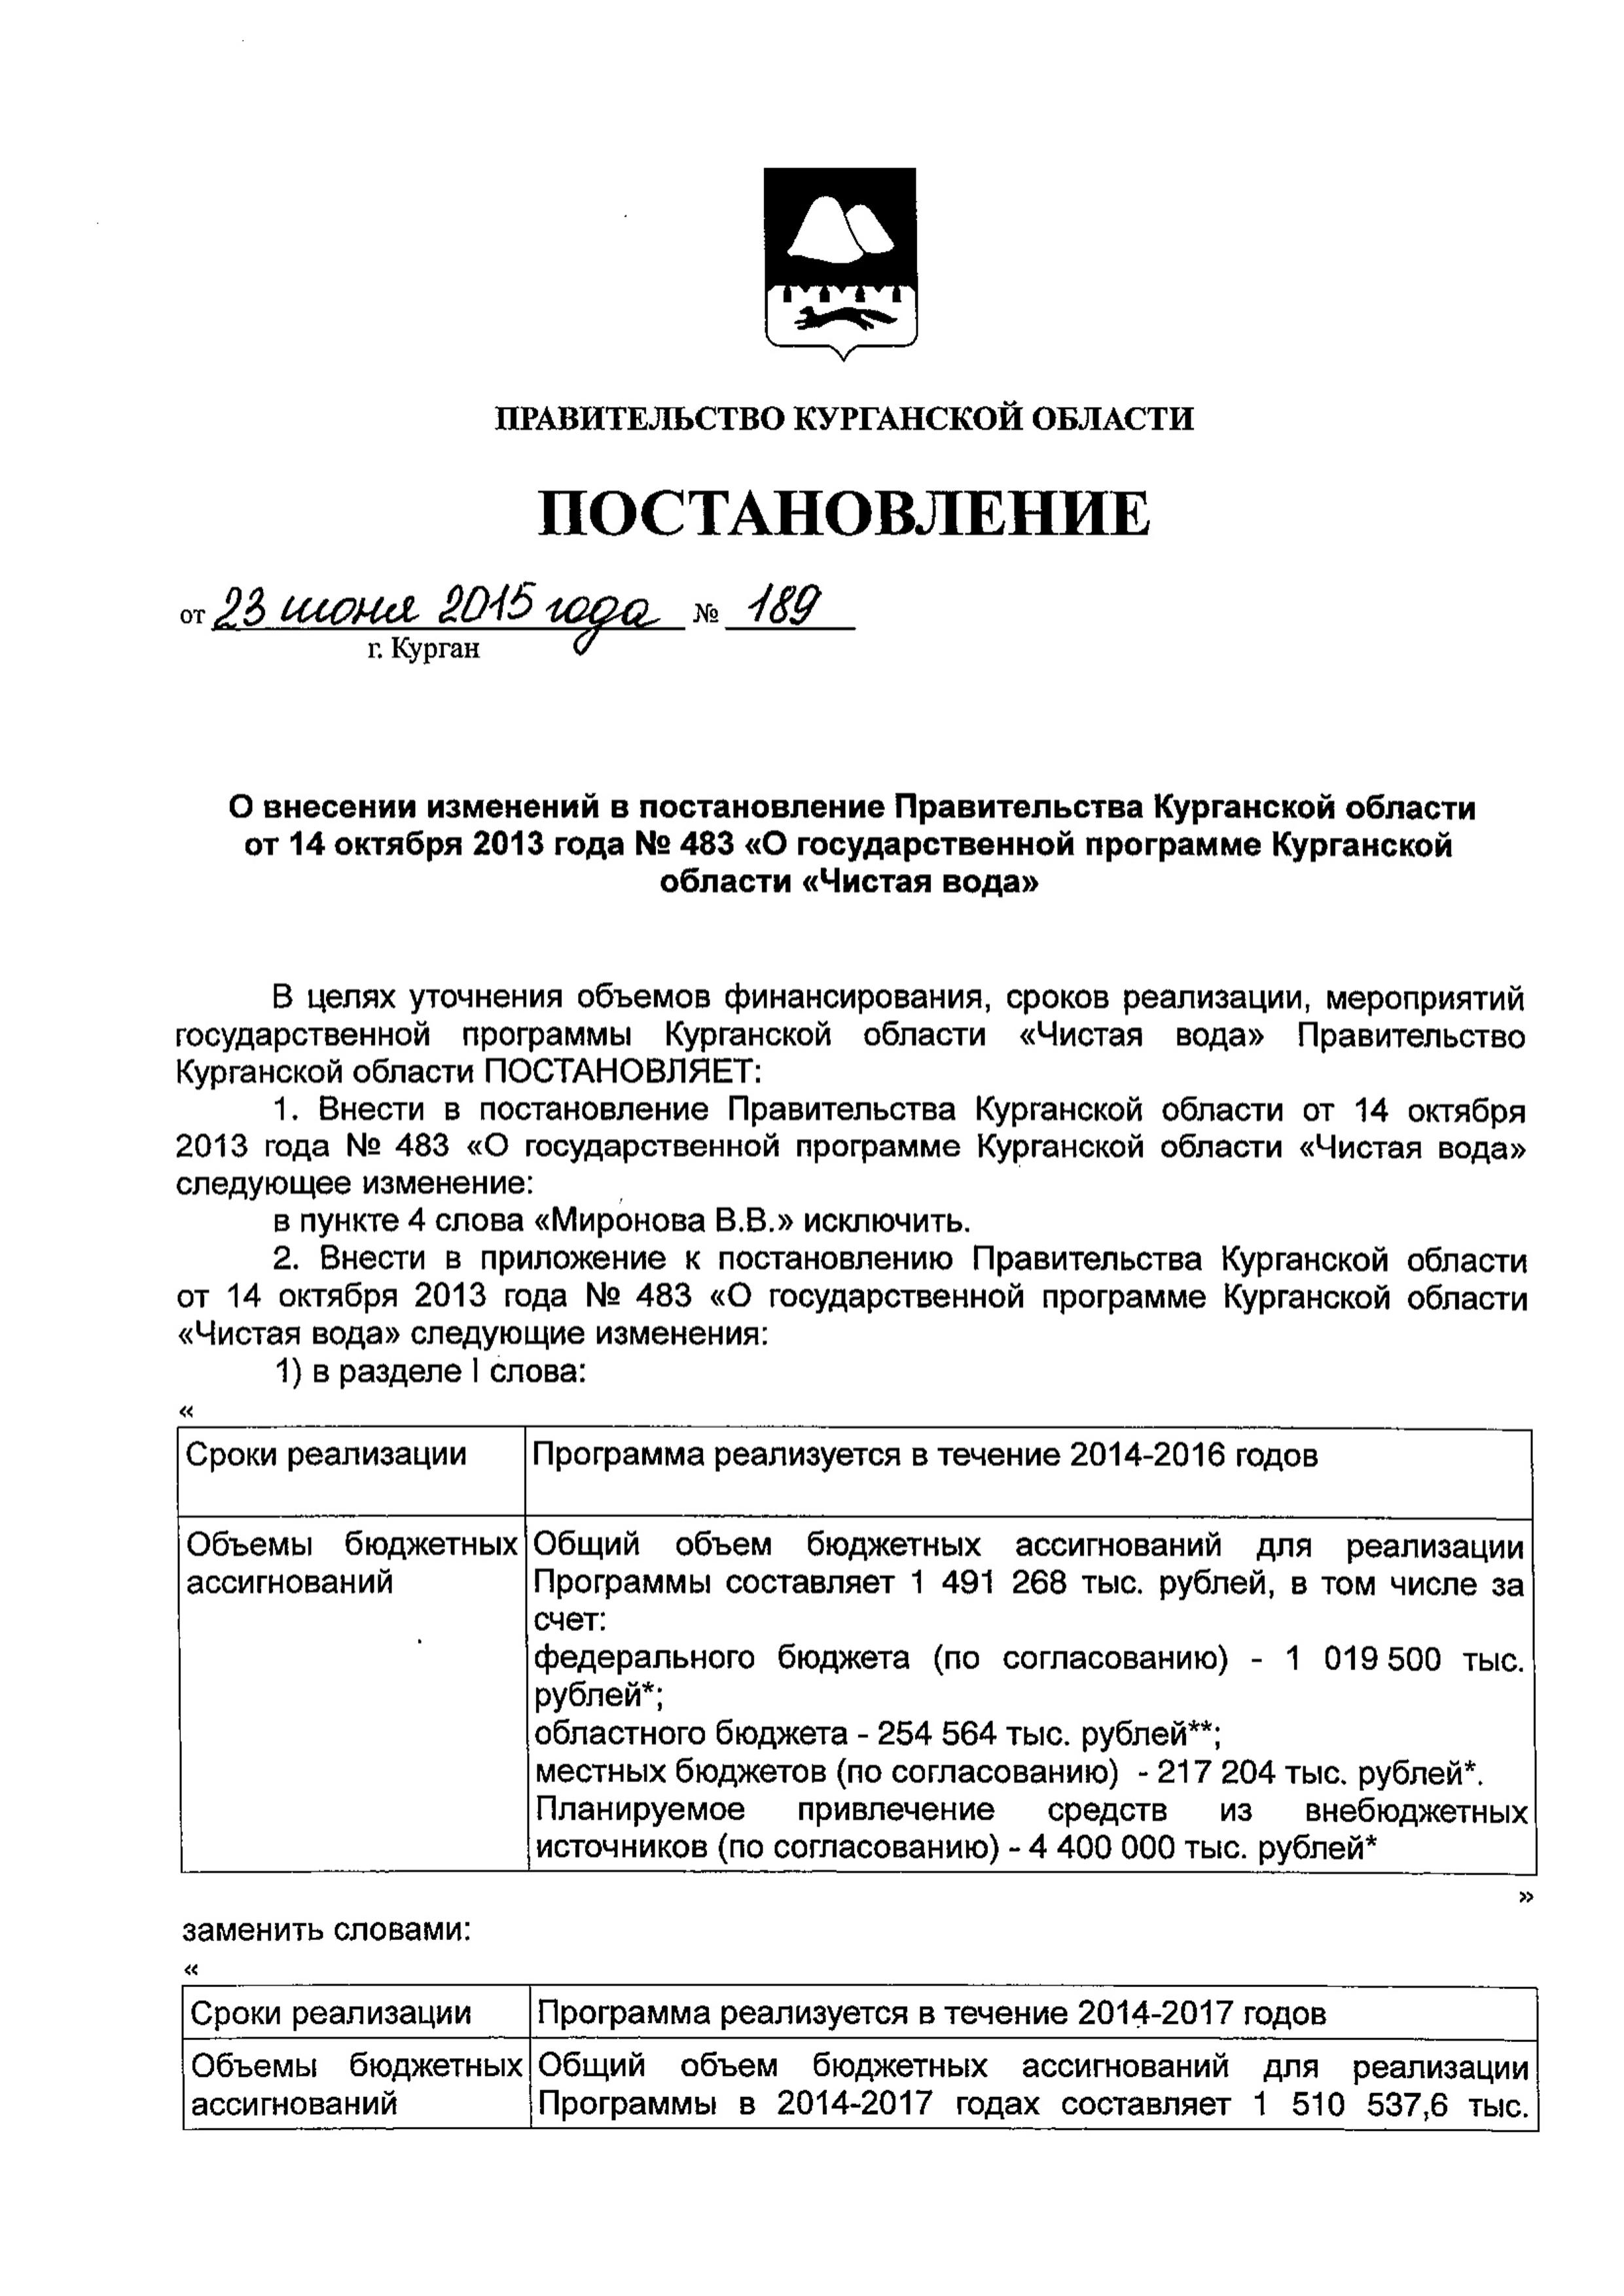 ПРАВИТЕЛЬСТВО КУРГАНСКОЙ ОБЛАСТИ
ПОСТАНОВЛЕНИЕ
от 23 июня 2015 года № 189
г. Курган
О внесении изменений в постановление Правительства Курганской области
от 14 октября 2013 года № 483 «О государственной программе Курганской
области «Чистая вода»
В целях уточнения объемов финансирования, сроков реализации, мероприятий
государственной программы Курганской области «Чистая вода» Правительство
Курганской области ПОСТАНОВЛЯЕТ:
1. Внести в постановление Правительства Курганской области от 14 октября
2013 года № 483 «О государственной программе Курганской области «Чистая вода»
следующее изменение:
в пункте 4 слова «Миронова В.В.» исключить.
2. Внести в приложение к постановлению Правительства Курганской области
от 14 октября 2013 года № 483 «О государственной программе Курганской области
«Чистая вода» следующие изменения:
1) в разделе I слова:
«
Сроки реализации
Программа реализуется в течение 2014-2016 годов
Объемы бюджетных
ассигнований
Общий объем бюджетных ассигнований для реализации
Программы составляет 1 491 268 тыс. рублей, в том числе за
счет:
федерального бюджета (по согласованию) - 1 019 500 тыс.
рублей*;
областного бюджета - 254 564 тыс. рублей**;
местных бюджетов (по согласованию) - 217 204 тыс. рублей*.
Планируемое привлечение средств из внебюджетных
источников (по согласованию) - 4 400 000 тыс. рублей*
»
заменить словами:
«
Сроки реализации
Программа реализуется в течение 2014-2017 годов
Объемы бюджетных
ассигнований
Общий объем бюджетных ассигнований для реализации
Программы в 2014-2017 годах составляет 1 510 537,6 тыс.